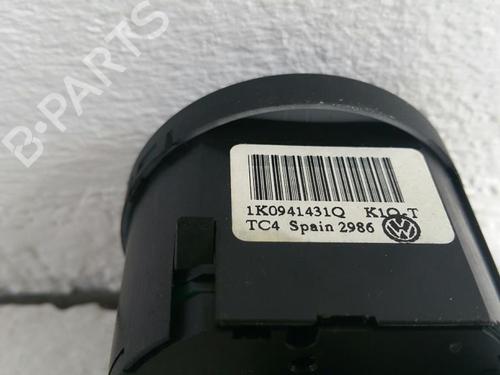 B-PARTS
1K0941431Q K1Q-T
TC4 Spain 2986